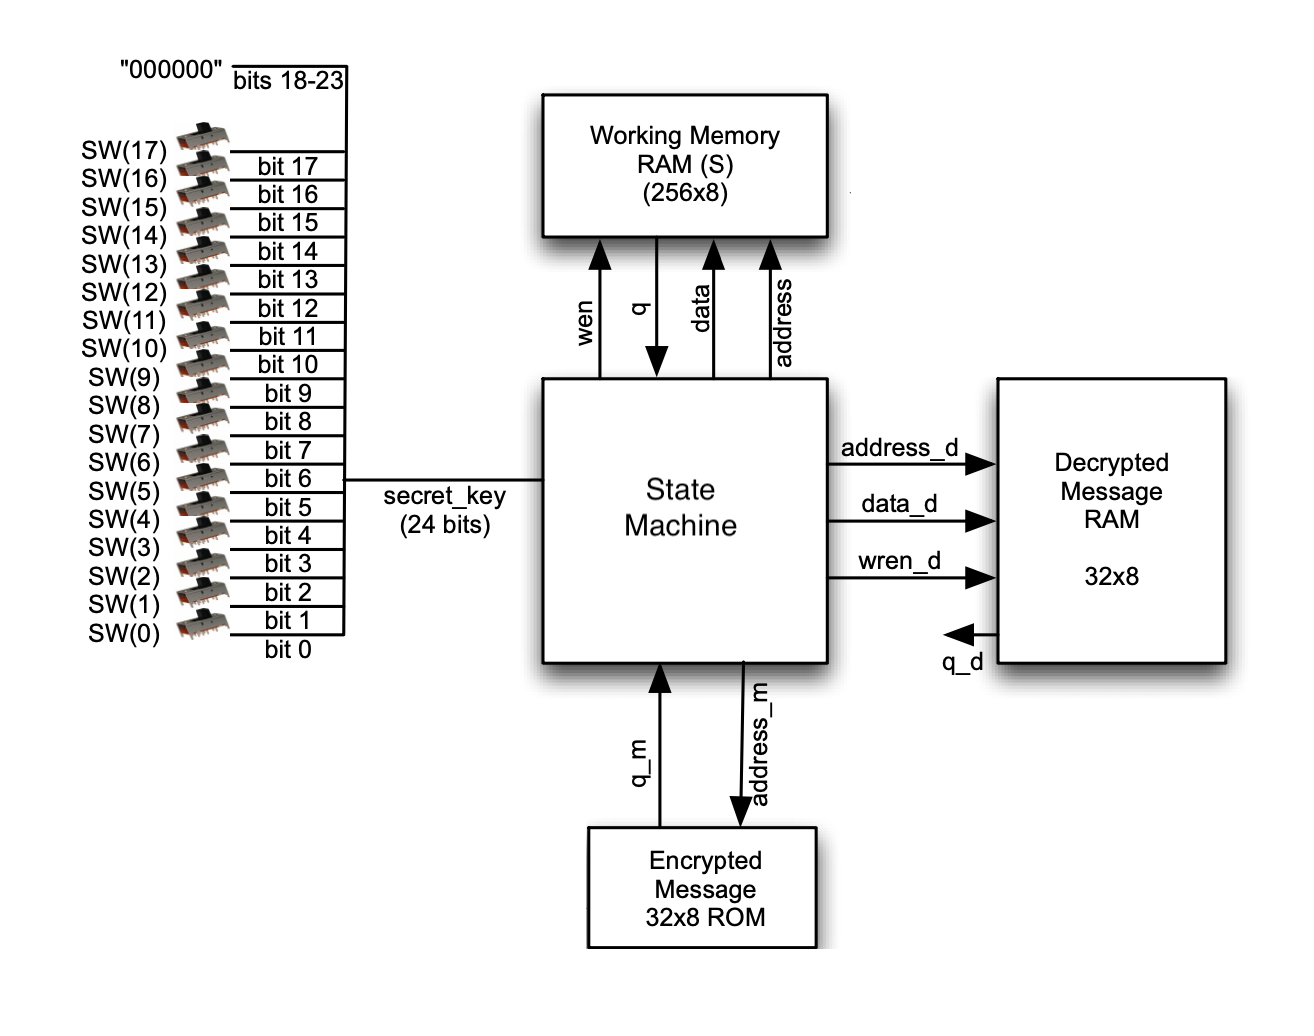 "000000"
bits 18-23
SW(17)
bit 17
SW(16)
bit 16
SW(15)
bit 15
SW(14)
bit 14
SW(13)
bit 13
SW(12)
bit 12
SW(11)
bit 11
SW(10)
bit 10
SW(9)
bit 9
SW(8)
bit 8
SW(7)
bit 7
SW(6)
bit 6
SW(5)
bit 5
SW(4)
bit 4
SW(3)
bit 3
SW(2)
bit 2
SW(1)
bit 1
SW(0)
bit 0
secret_key
(24 bits)
Working Memory
RAM (S)
(256x8)
wen
q
data
address
State
Machine
address_d
data_d
wren_d
q_d
Decrypted
Message
RAM
32x8
q_m
address_m
Encrypted
Message
32x8 ROM